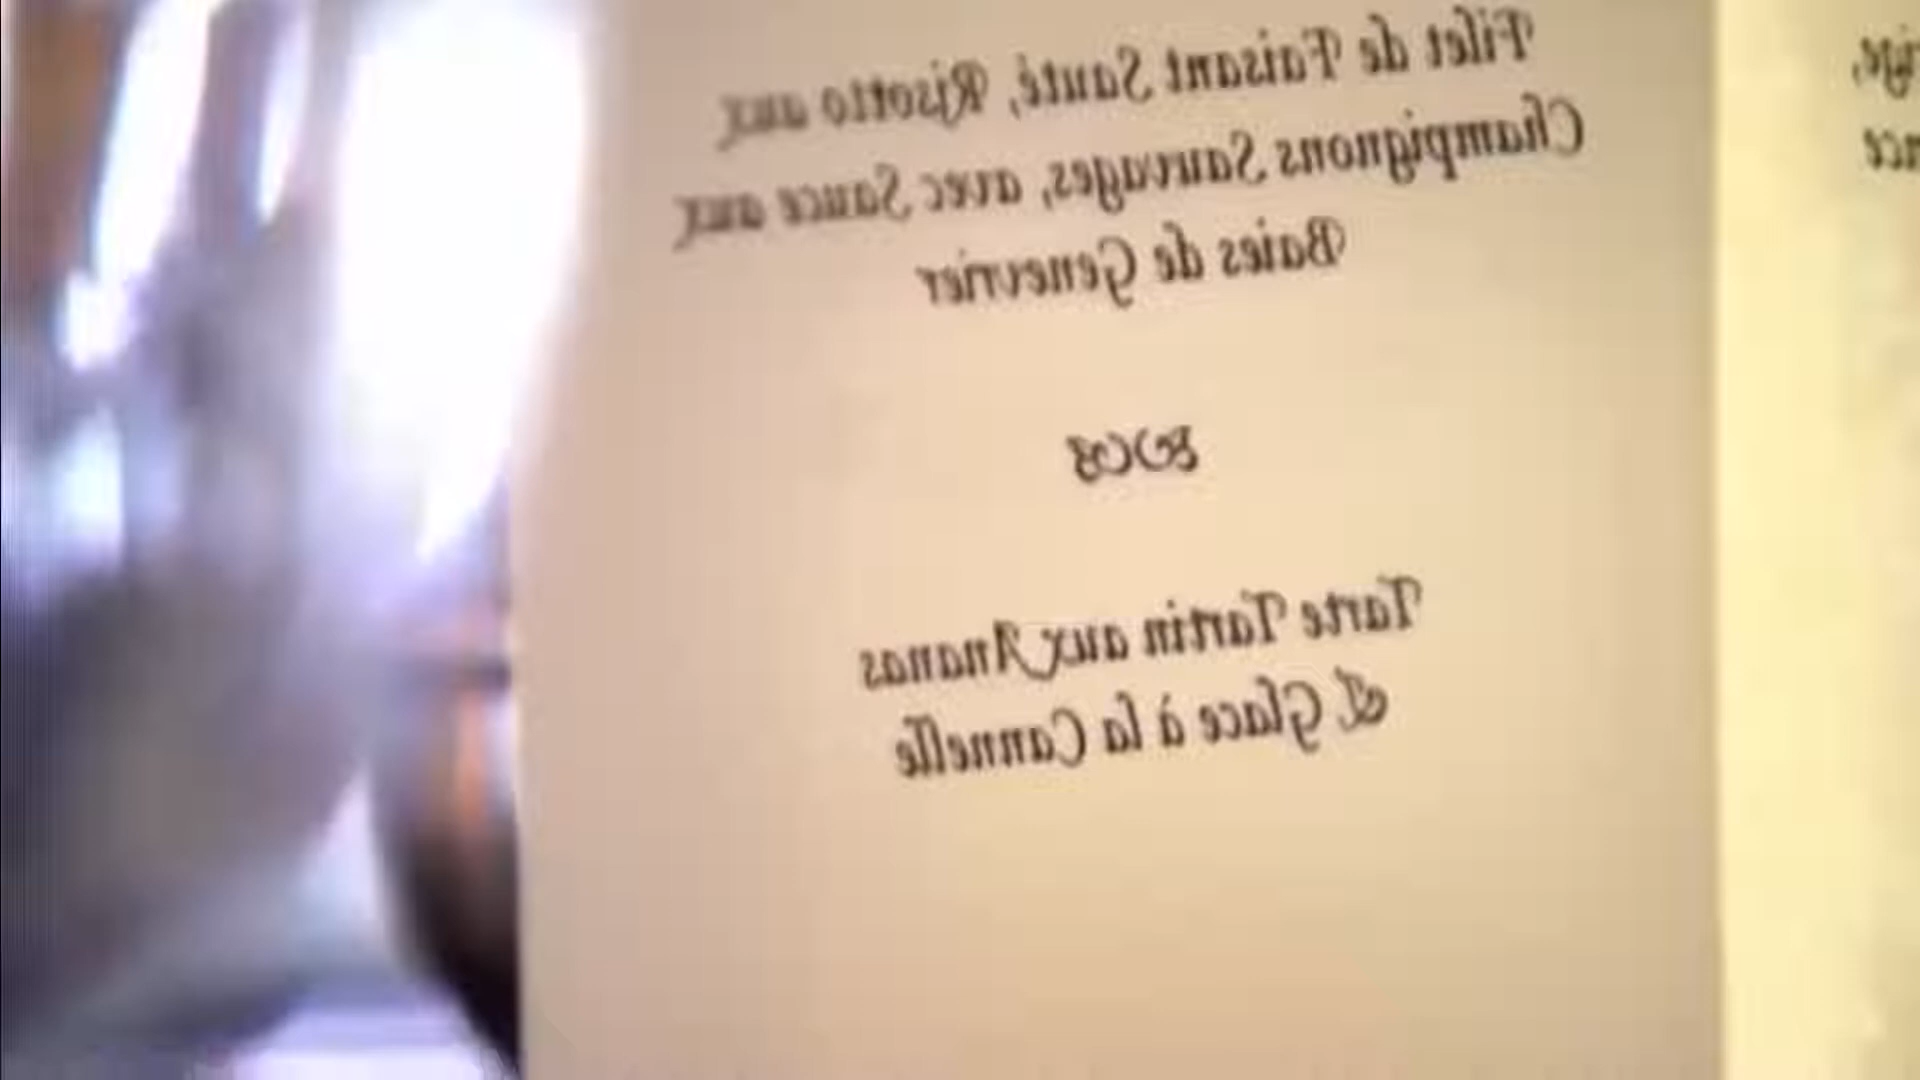 Filet de Faisant Sauté, Risotto aux
Champignons Sauvages, avec Sauce aux
Baies de Genevrier
Tarte Tartin aux Ananas
& Glace à la Cannelle